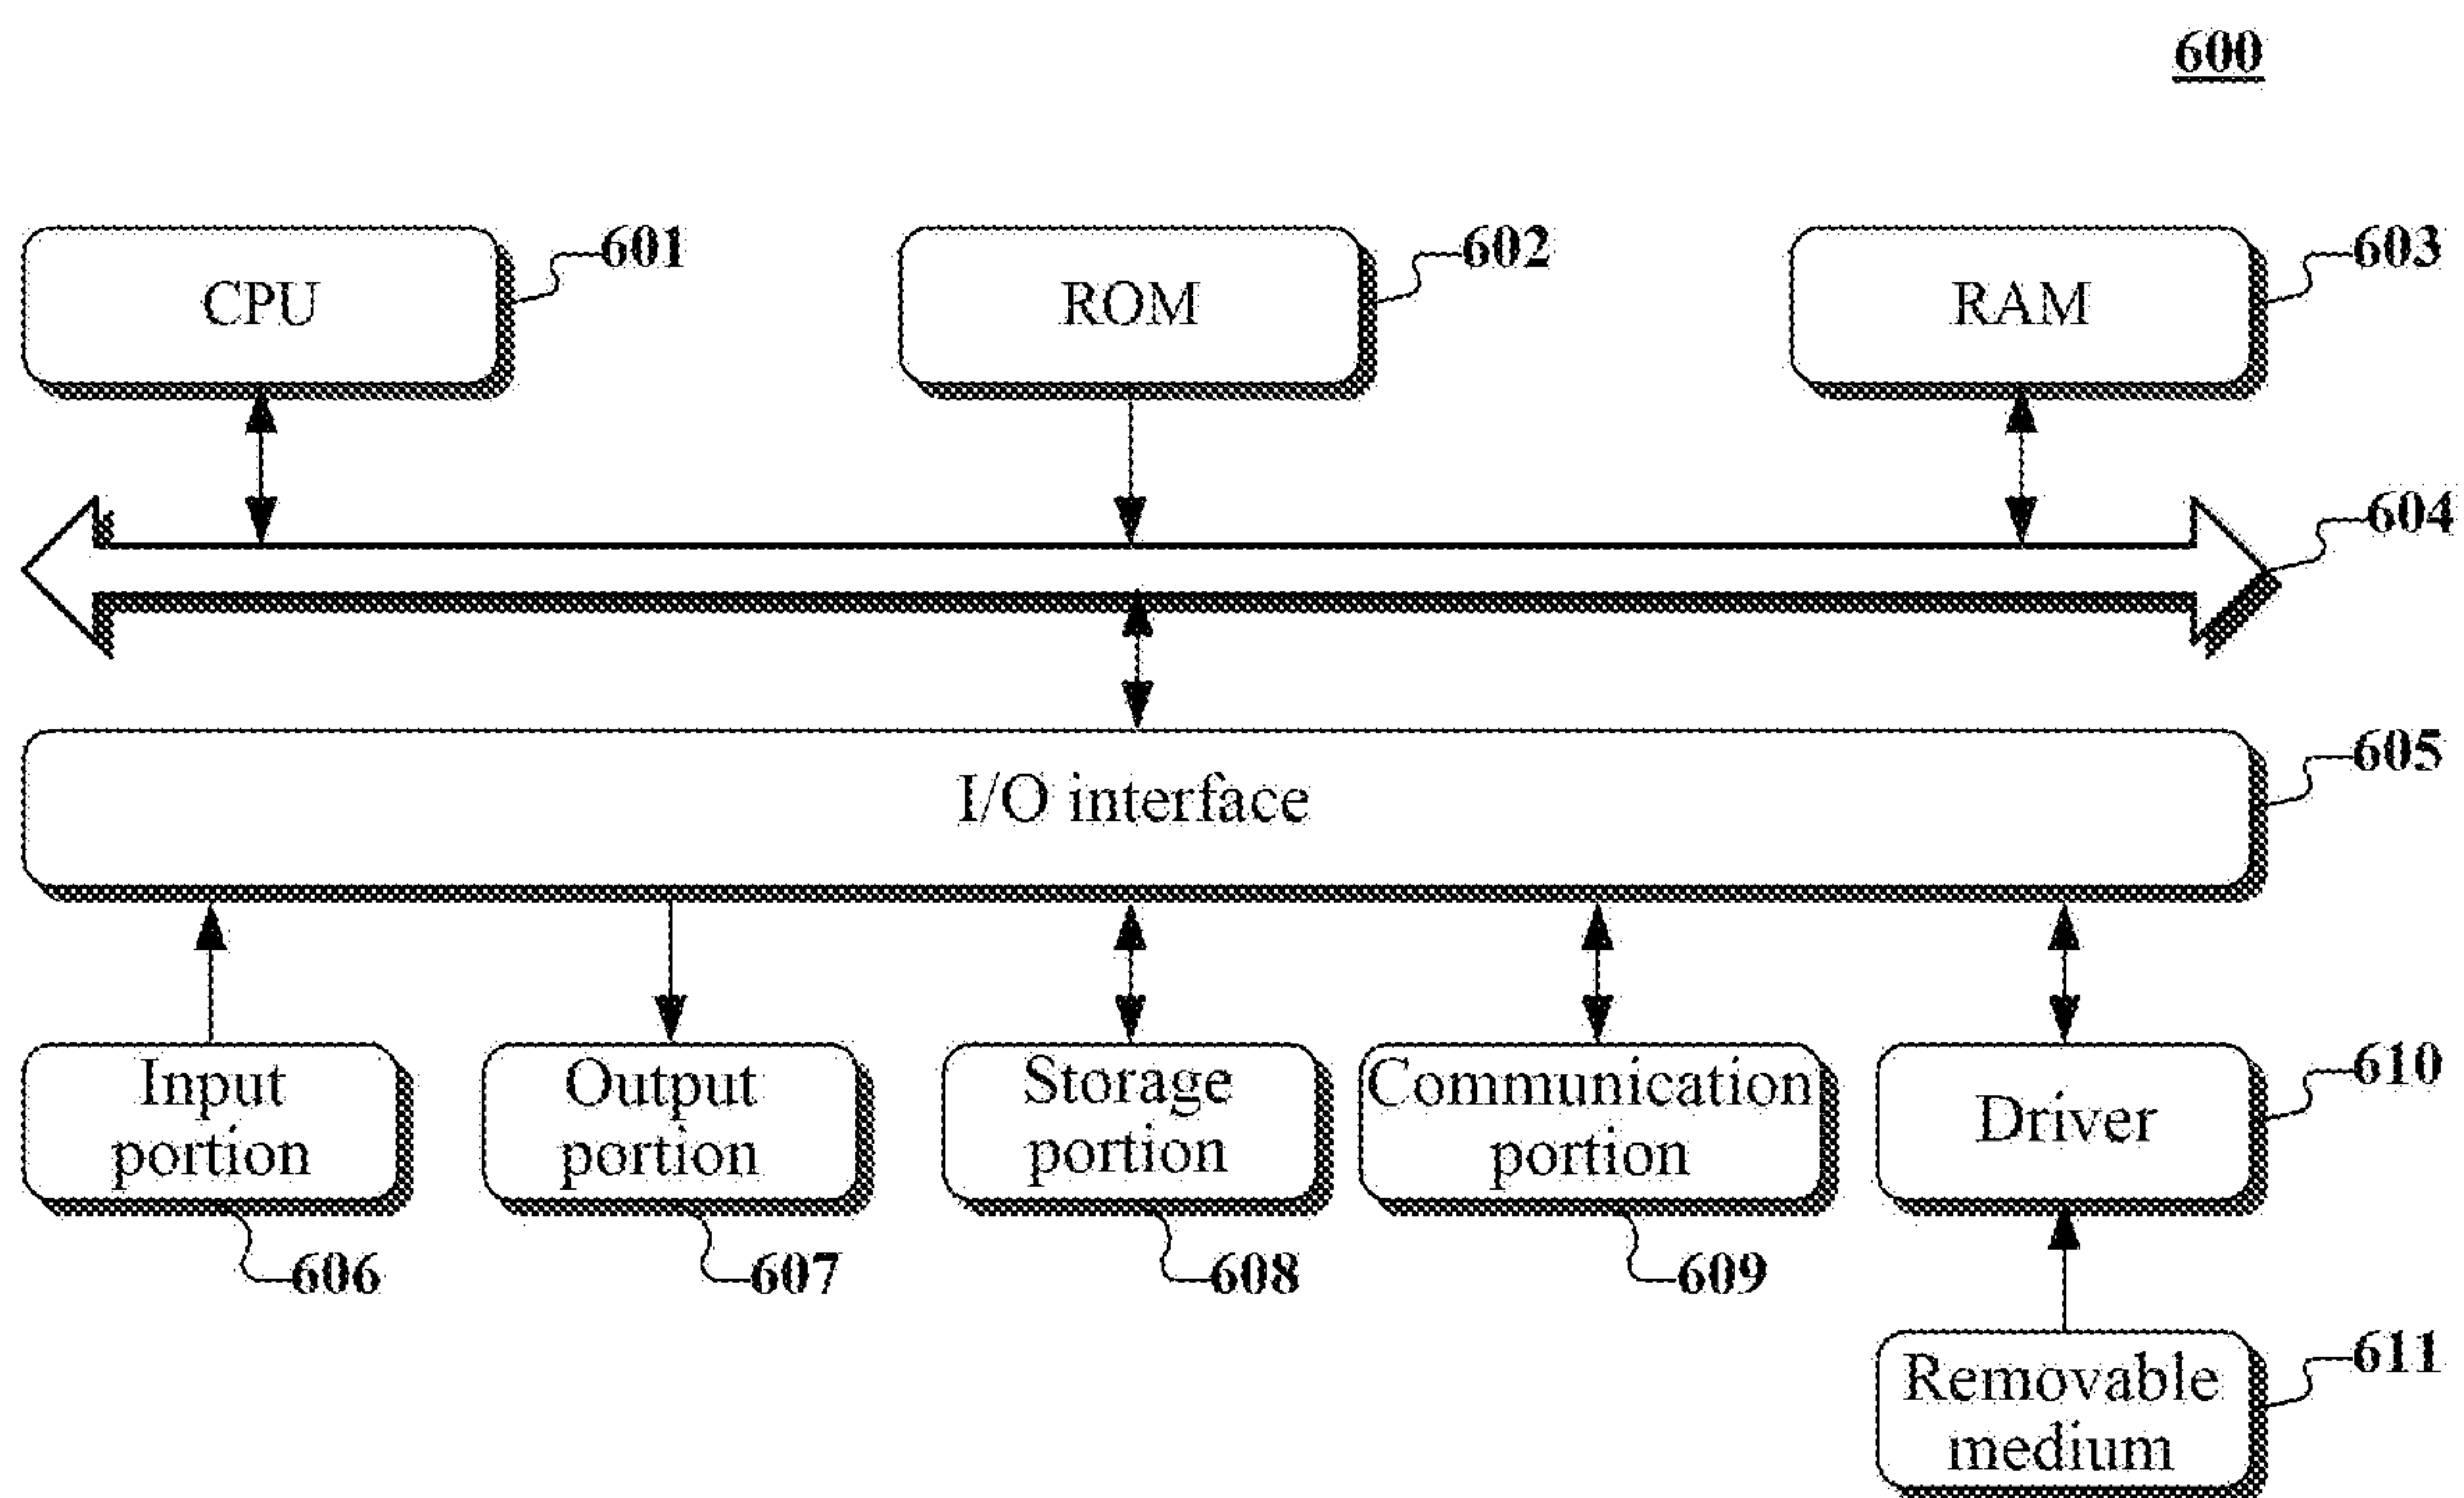 600
CPU
601
ROM
602
RAM
603
604
I/O interface
605
Input
portion
606
Output
portion
607
Storage
portion
608
Communication
portion
609
Driver
610
Removable
medium
611